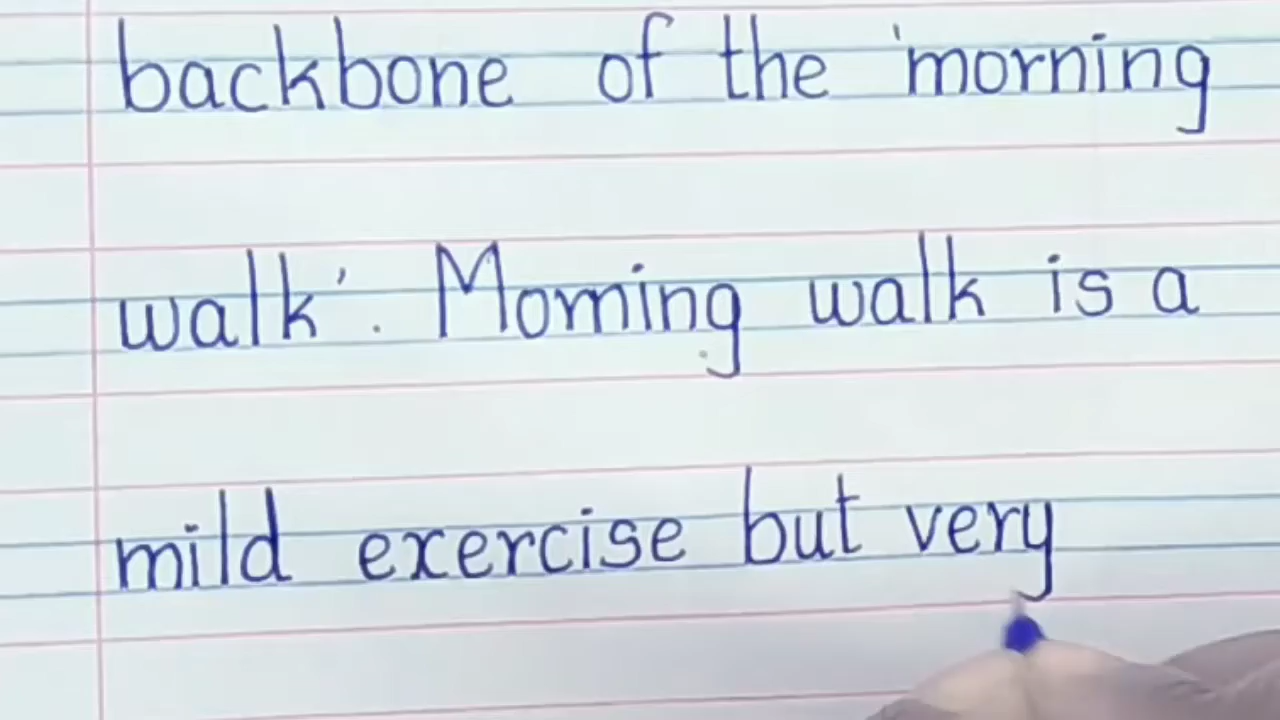 backbone of the 'morning
walk'. Morning walk is a
mild exercise but very